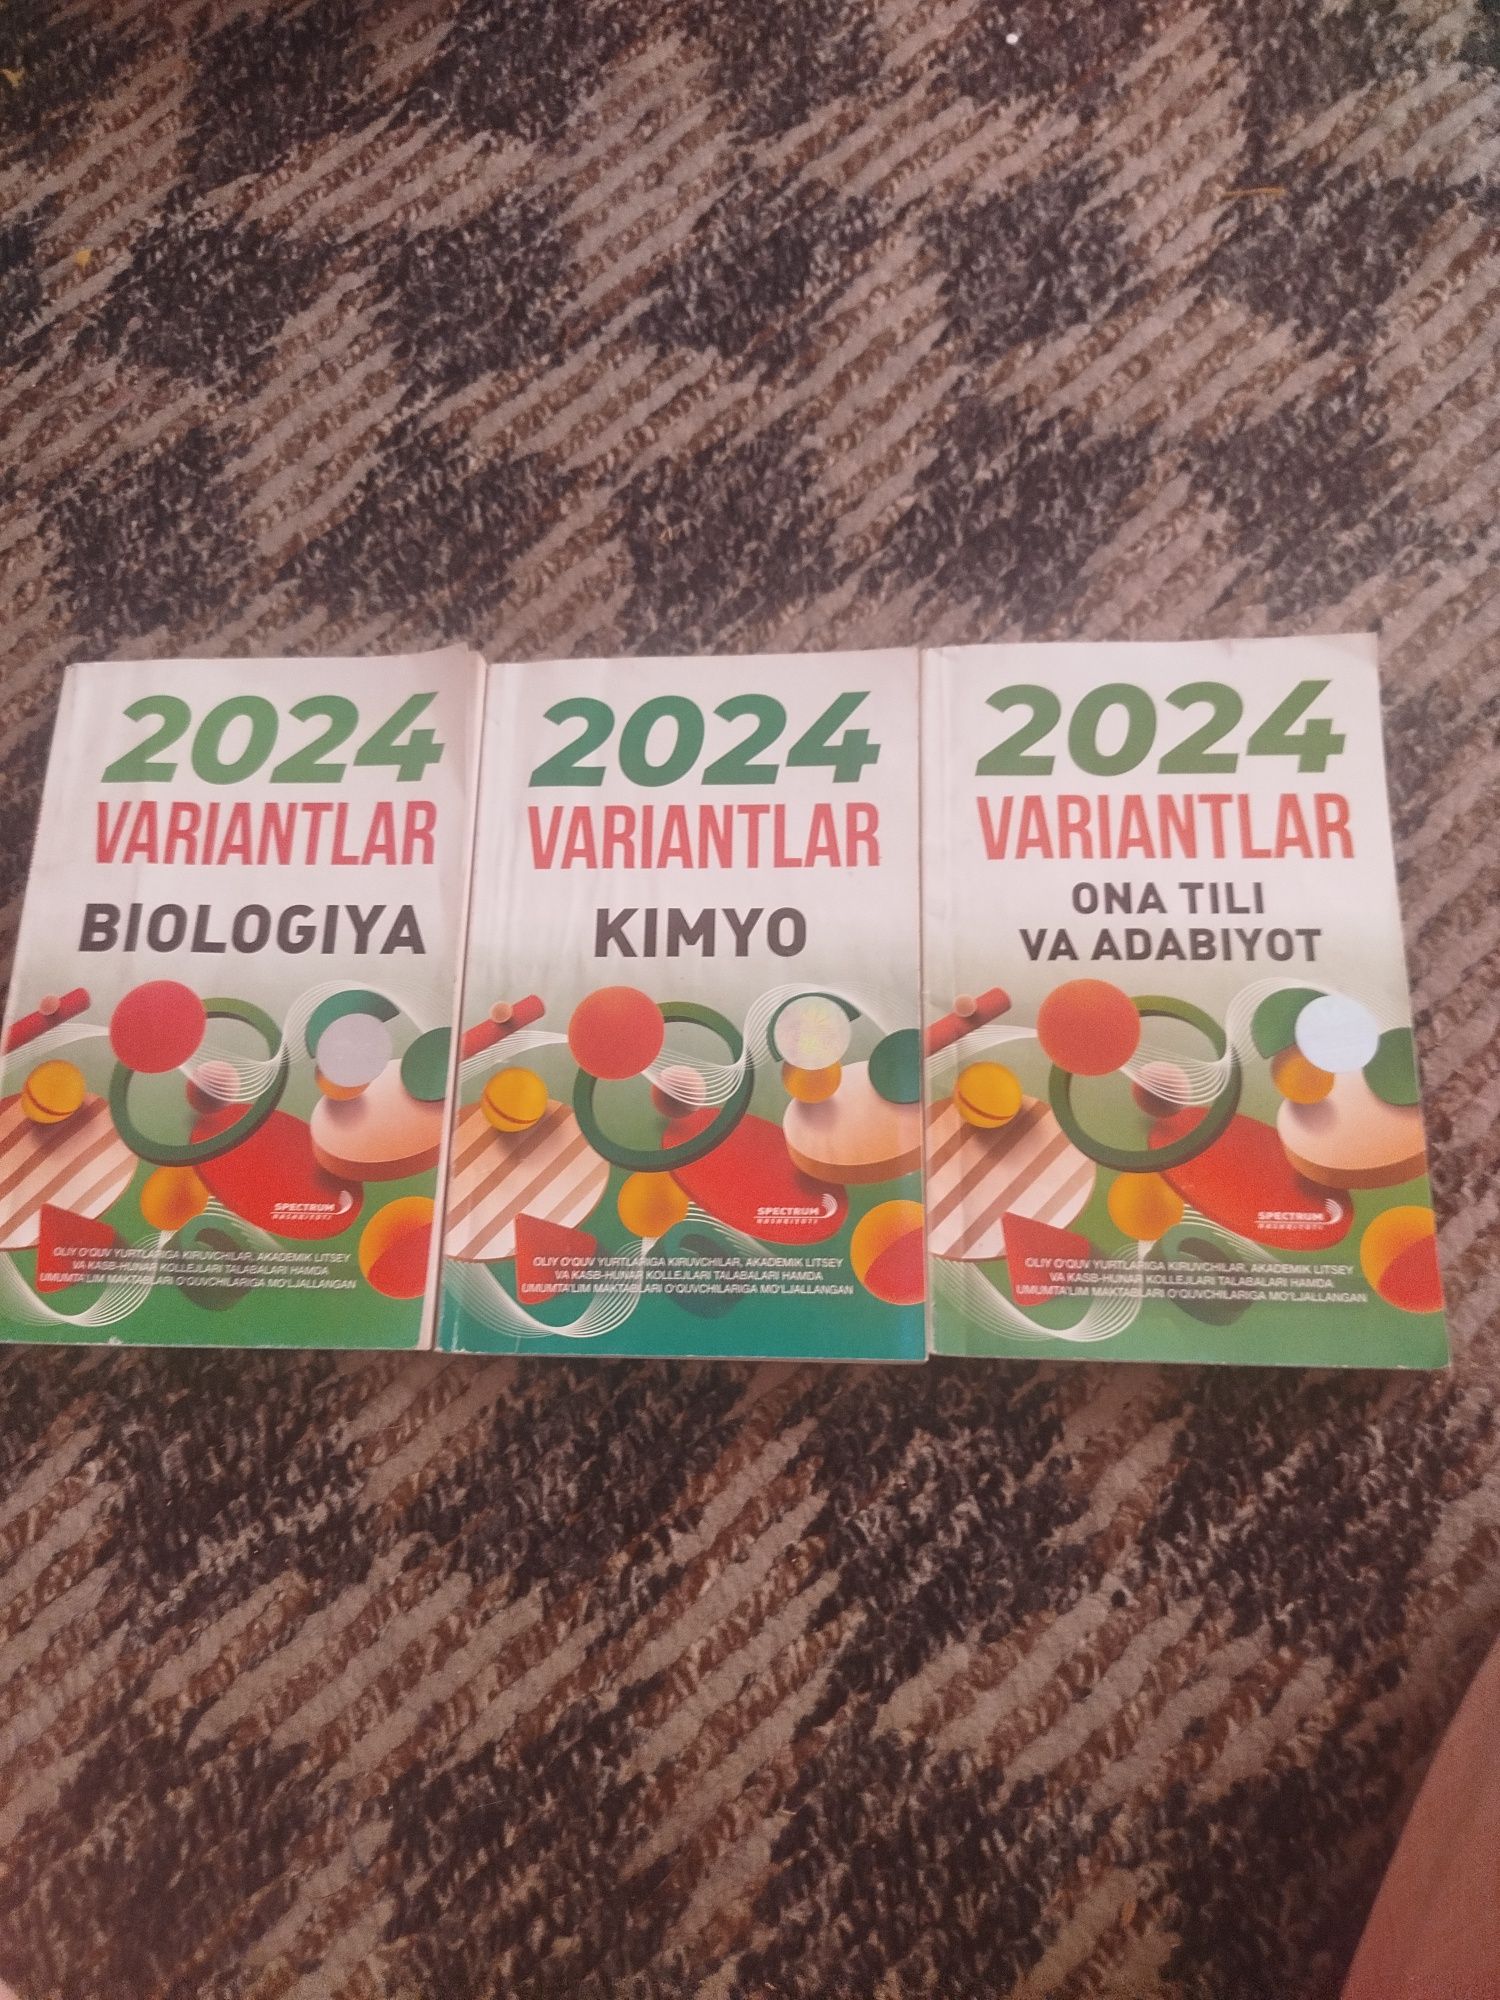 2024
VARIANTLAR
BIOLOGIYA
SPECTRUM
NASHRIYOTI
OLIY O'QUV YURTLARIGA KIRUVCHILAR, AKADEMIK LITSEY
VA KASB-HUNAR KOLLEJLARI TALABALARI HAMDA
UMUMTA'LIM MAKTABLARI O'QUVCHILARIGA MO'LJALLANGAN
2024
VARIANTLAR
KIMYO
SPECTRUM
NASHRIYOTI
OLIY O'QUV YURTLARIGA KIRUVCHILAR, AKADEMIK LITSEY
VA KASB-HUNAR KOLLEJLARI TALABALARI HAMDA
UMUMTA'LIM MAKTABLARI O'QUVCHILARIGA MO'LJALLANGAN
2024
VARIANTLAR
ONA TILI
VA ADABIYOT
SPECTRUM
NASHRIYOTI
OLIY O'QUV YURTLARIGA KIRUVCHILAR, AKADEMIK LITSEY
VA KASB-HUNAR KOLLEJLARI TALABALARI HAMDA
UMUMTA'LIM MAKTABLARI O'QUVCHILARIGA MO'LJALLANGAN